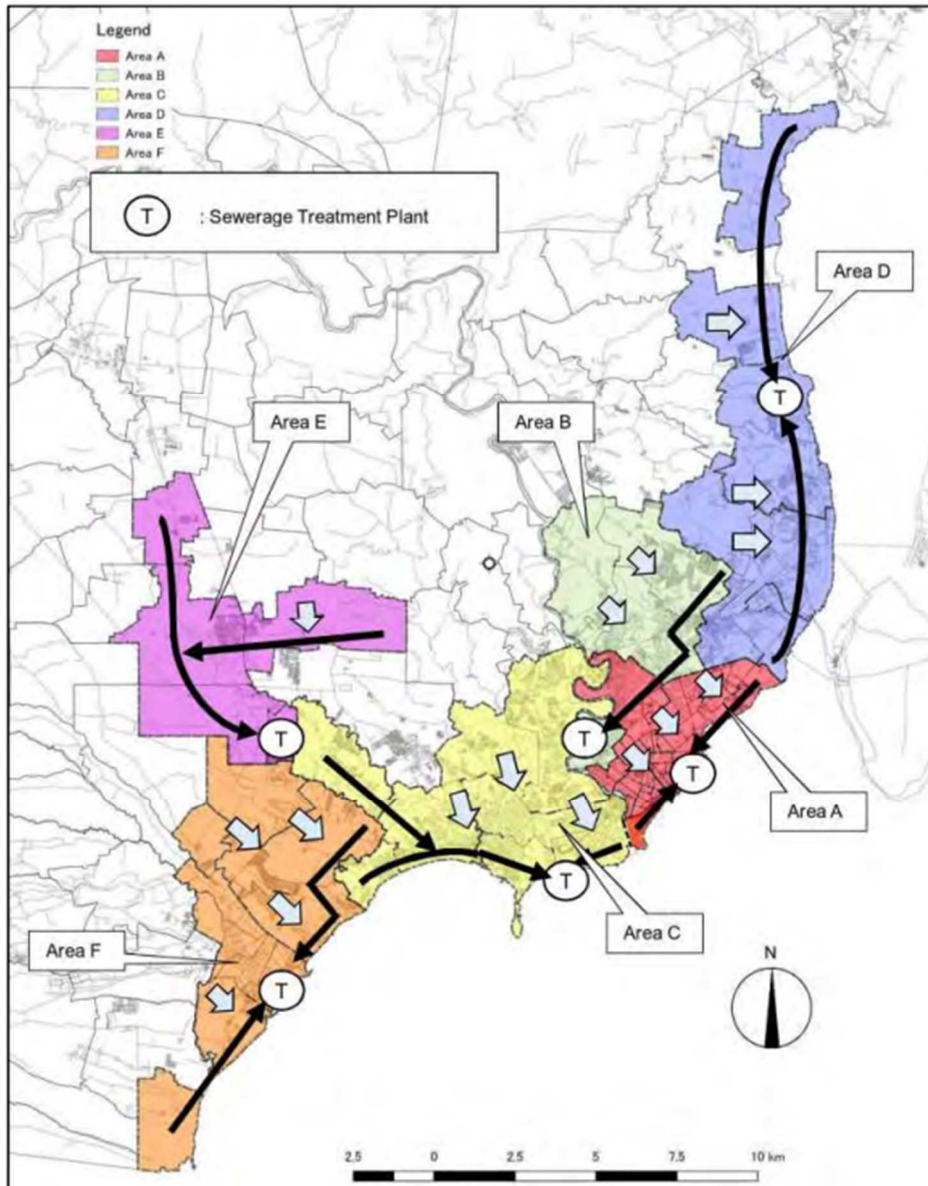 Legend
Area A
Area B
Area C
Area D
Area E
Area F
T : Sewerage Treatment Plant
Area D
T
Area E
Area B
T
T
T
Area A
T
Area C
Area F
T
N
2.5 0 2.5 5 7.5 10 km